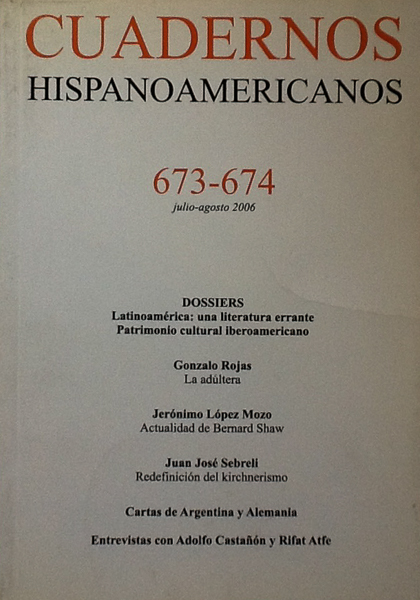 CUADERNOS
HISPANOAMERICANOS
673-674
julio-agosto 2006
DOSSIERS
Latinoamérica: una literatura errante
Patrimonio cultural iberoamericano
Gonzalo Rojas
La adúltera
Jerónimo López Mozo
Actualidad de Bernard Shaw
Juan José Sebreli
Redefinición del kirchnerismo
Cartas de Argentina y Alemania
Entrevistas con Adolfo Castañón y Rifat Atfe